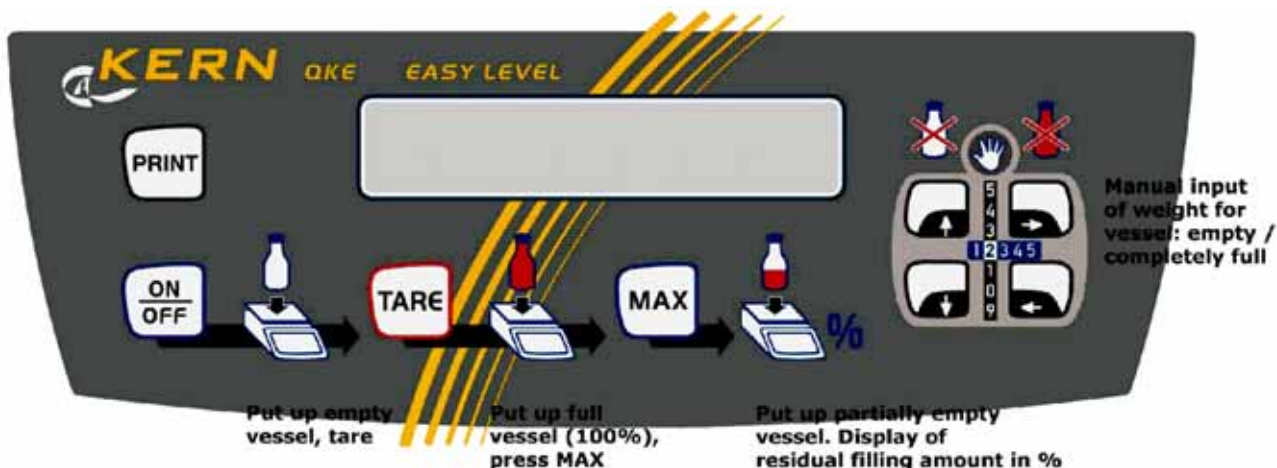 KERN QKE EASY LEVEL
PRINT
ON
OFF
TARE
MAX
%
5
4
3
1 2 3 4 5
1
0
9
Manual input
of weight for
vessel: empty /
completely full
Put up empty
vessel, tare
Put up full
vessel (100%),
press MAX
Put up partially empty
vessel. Display of
residual filling amount in %